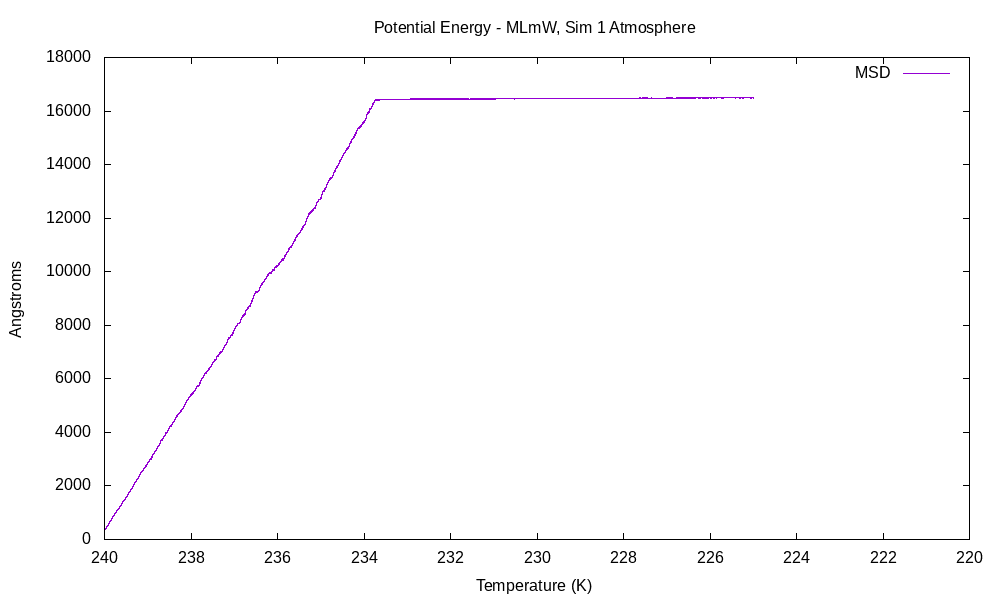 Potential Energy - MLmW, Sim 1 Atmosphere
MSD
18000
16000
14000
12000
10000
8000
6000
4000
2000
0
Angstroms
240 238 236 234 232 230 228 226 224 222 220
Temperature (K)